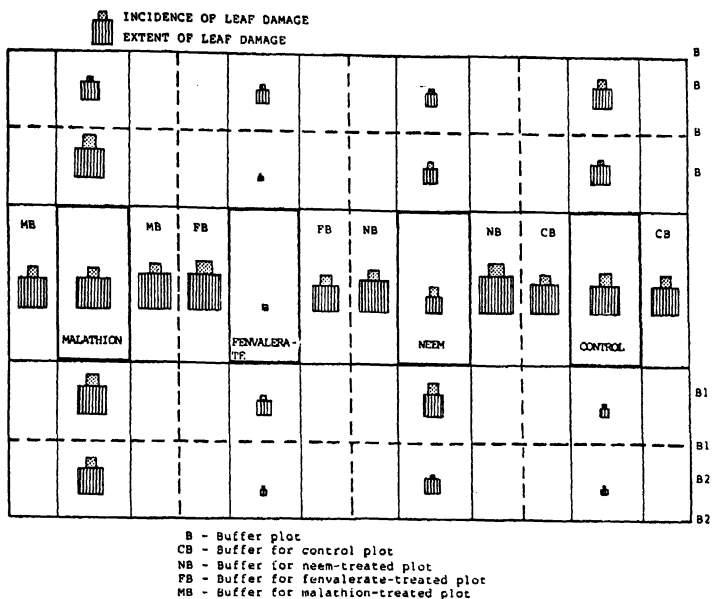 INCIDENCE OF LEAF DAMAGE
EXTENT OF LEAF DAMAGE
B
B
B
B
MB
MB
FB
FB
NB
NB
CB
CB
MALATHION
FENVALERA-
TE
NEEM
CONTROL
B1
B1
B2
B2
B - Buffer plot
CB - Buffer for control plot
NB - Buffer for neem-treated plot
FB - Buffer for fenvalerate-treated plot
MB - Buffer for malathion-treated plot